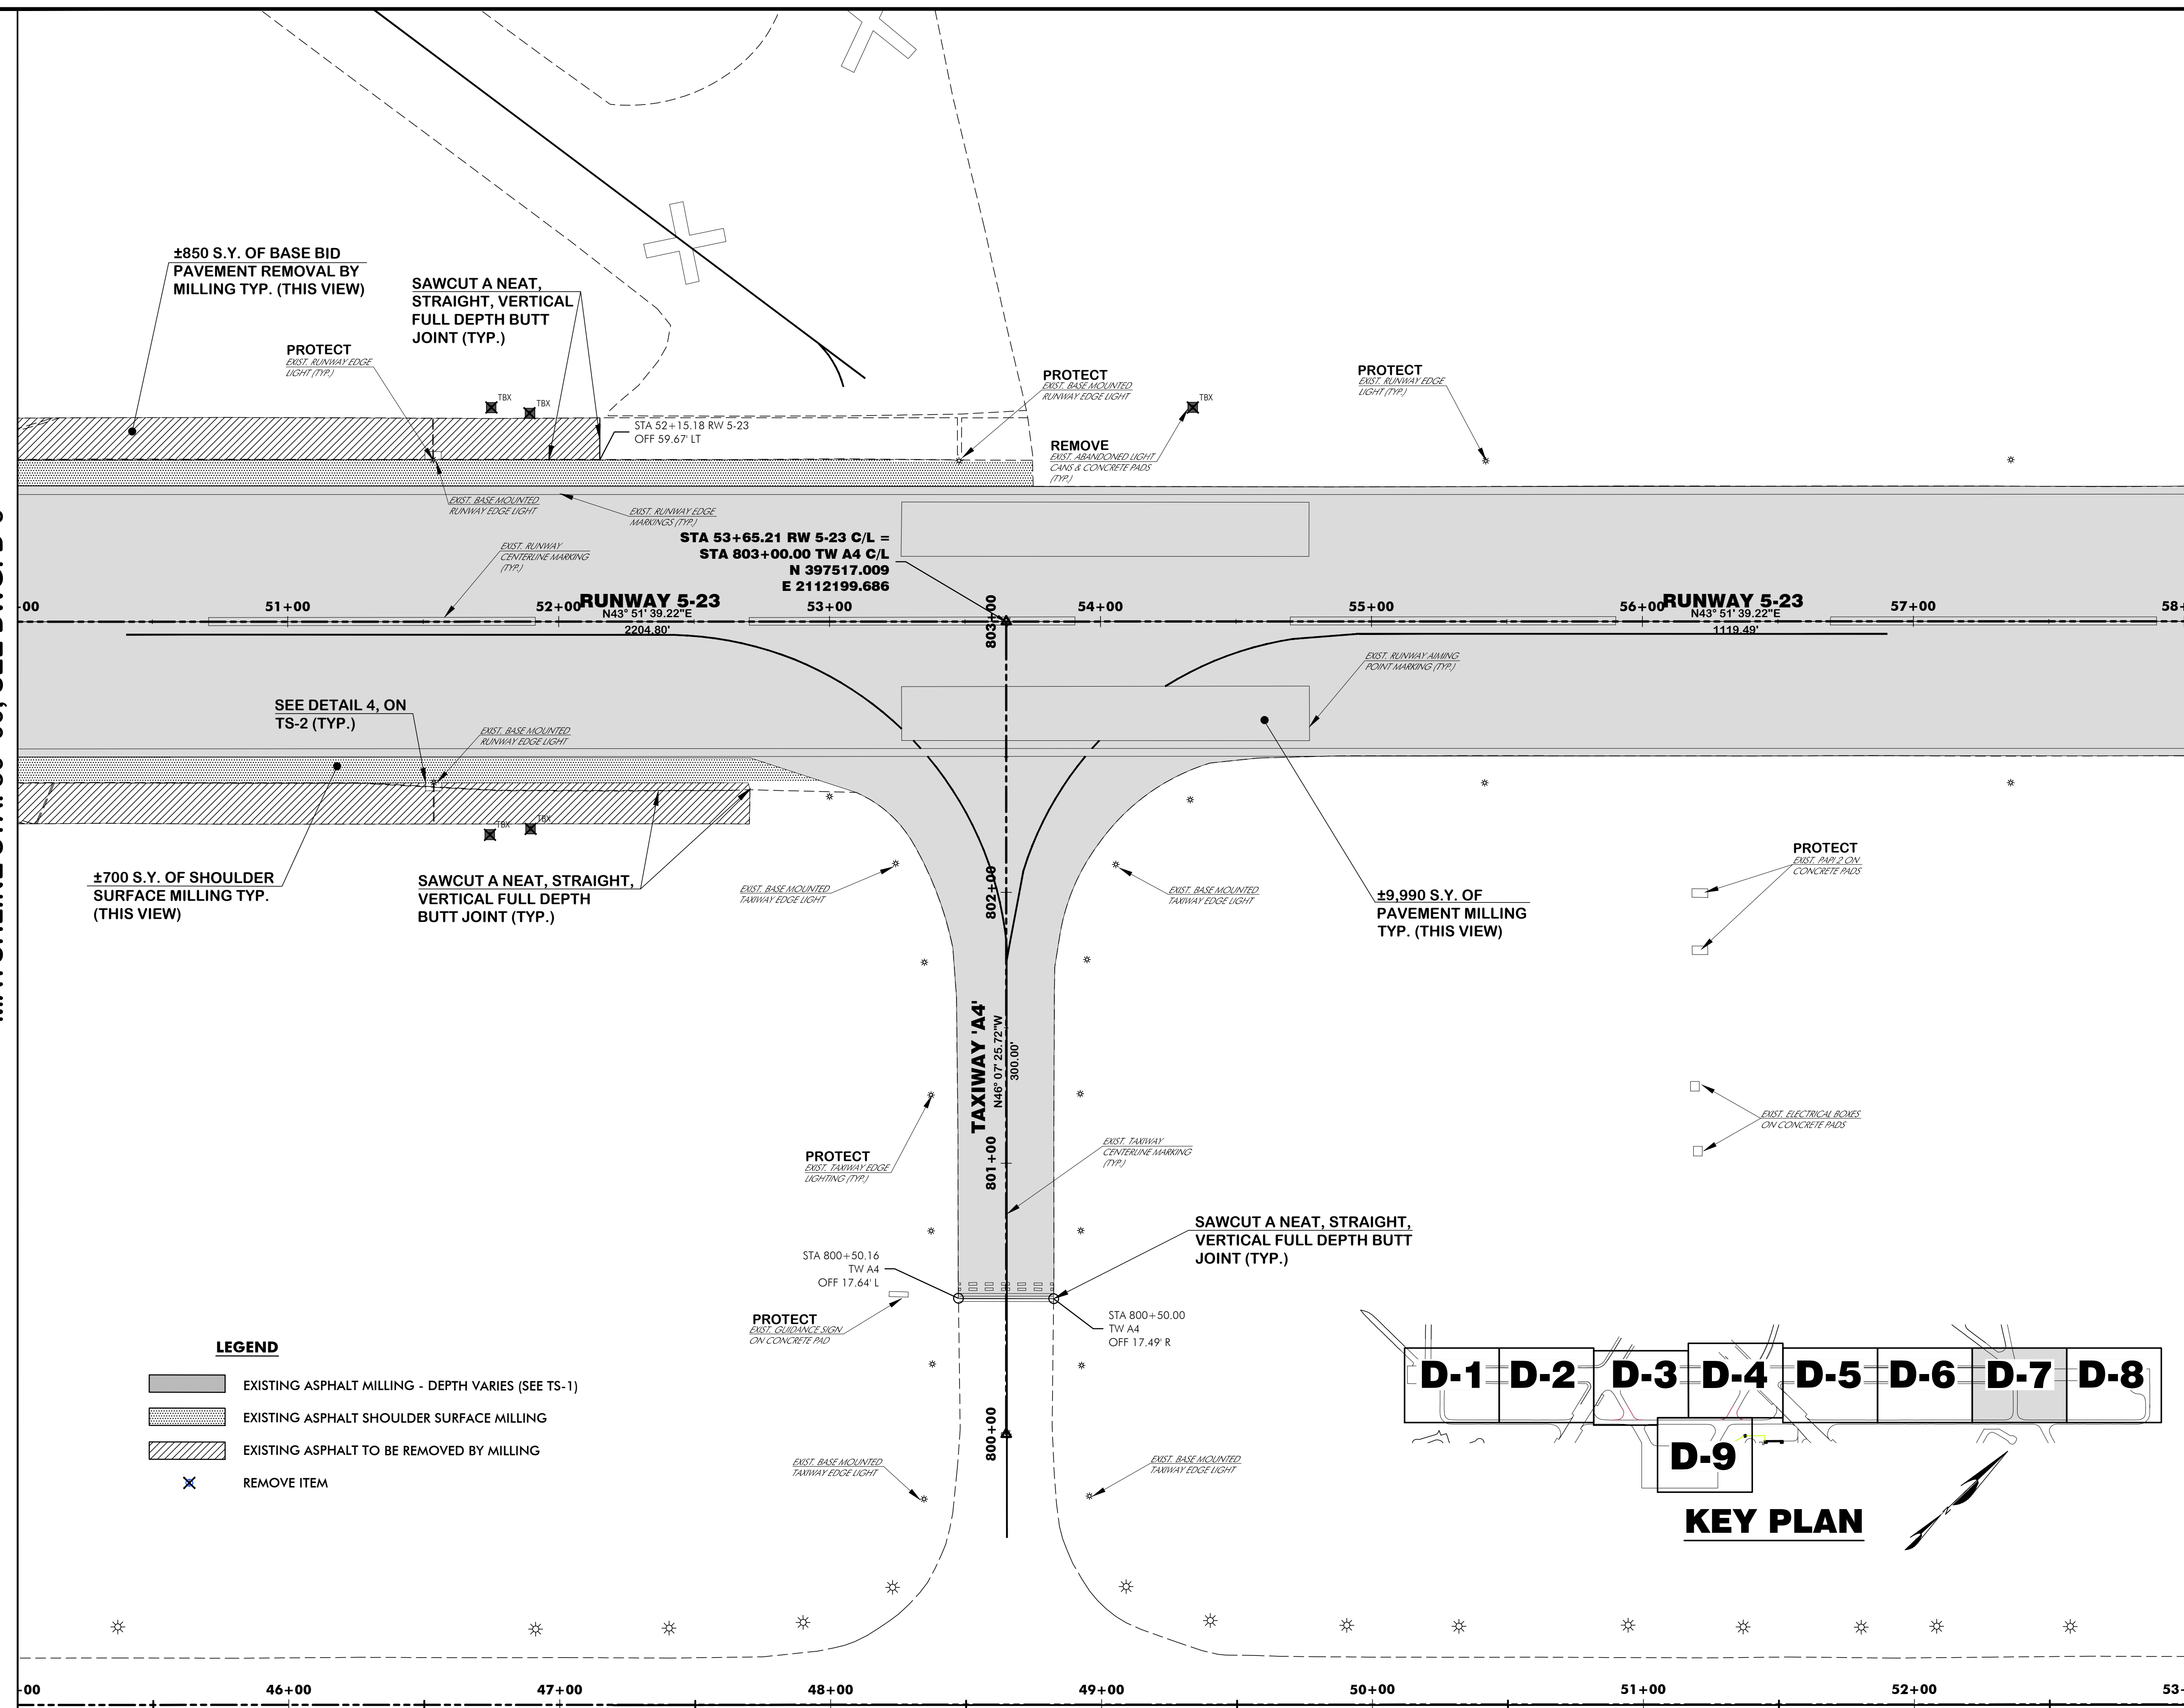 ±850 S.Y. OF BASE BID
PAVEMENT REMOVAL BY
MILLING TYP. (THIS VIEW)
SAWCUT A NEAT,
STRAIGHT, VERTICAL
FULL DEPTH BUTT
JOINT (TYP.)
PROTECT
EXIST. RUNWAY EDGE
LIGHT (TYP.)
TBX
TBX
STA 52+15.18 RW 5-23
OFF 59.67' LT
PROTECT
EXIST. BASE MOUNTED
RUNWAY EDGE LIGHT
TBX
REMOVE
EXIST. ABANDONED LIGHT
CANS & CONCRETE PADS
(TYP.)
PROTECT
EXIST. RUNWAY EDGE
LIGHT (TYP.)
EXIST. BASE MOUNTED
RUNWAY EDGE LIGHT
EXIST. RUNWAY EDGE
MARKINGS (TYP.)
EXIST. RUNWAY
CENTERLINE MARKING
(TYP.)
STA 53+65.21 RW 5-23 C/L =
STA 803+00.00 TW A4 C/L
N 397517.009
E 2112199.686
+00
51+00
52+00
RUNWAY 5-23
N43° 51' 39.22"E
2204.80'
53+00
803+00
54+00
55+00
56+00
RUNWAY 5-23
N43° 51' 39.22"E
1119.49'
57+00
58+
EXIST. RUNWAY AIMING
POINT MARKING (TYP.)
SEE DETAIL 4, ON
TS-2 (TYP.)
EXIST. BASE MOUNTED
RUNWAY EDGE LIGHT
TBX
TBX
±700 S.Y. OF SHOULDER
SURFACE MILLING TYP.
(THIS VIEW)
SAWCUT A NEAT, STRAIGHT,
VERTICAL FULL DEPTH
BUTT JOINT (TYP.)
EXIST. BASE MOUNTED
TAXIWAY EDGE LIGHT
802+00
EXIST. BASE MOUNTED
TAXIWAY EDGE LIGHT
±9,990 S.Y. OF
PAVEMENT MILLING
TYP. (THIS VIEW)
PROTECT
EXIST. PAPI 2 ON
CONCRETE PADS
TAXIWAY 'A4'
N46° 07' 25.72"W
300.00'
EXIST. ELECTRICAL BOXES
ON CONCRETE PADS
PROTECT
EXIST. TAXIWAY EDGE
LIGHTING (TYP.)
801+00
EXIST. TAXIWAY
CENTERLINE MARKING
(TYP.)
SAWCUT A NEAT, STRAIGHT,
VERTICAL FULL DEPTH BUTT
JOINT (TYP.)
STA 800+50.16
TW A4
OFF 17.64' L
PROTECT
EXIST. GUIDANCE SIGN
ON CONCRETE PAD
STA 800+50.00
TW A4
OFF 17.49' R
LEGEND
EXISTING ASPHALT MILLING - DEPTH VARIES (SEE TS-1)
EXISTING ASPHALT SHOULDER SURFACE MILLING
EXISTING ASPHALT TO BE REMOVED BY MILLING
REMOVE ITEM
800+00
EXIST. BASE MOUNTED
TAXIWAY EDGE LIGHT
EXIST. BASE MOUNTED
TAXIWAY EDGE LIGHT
D-1
D-2
D-3
D-4
D-5
D-6
D-7
D-8
D-9
KEY PLAN
N
+00
46+00
47+00
48+00
49+00
50+00
51+00
52+00
53-